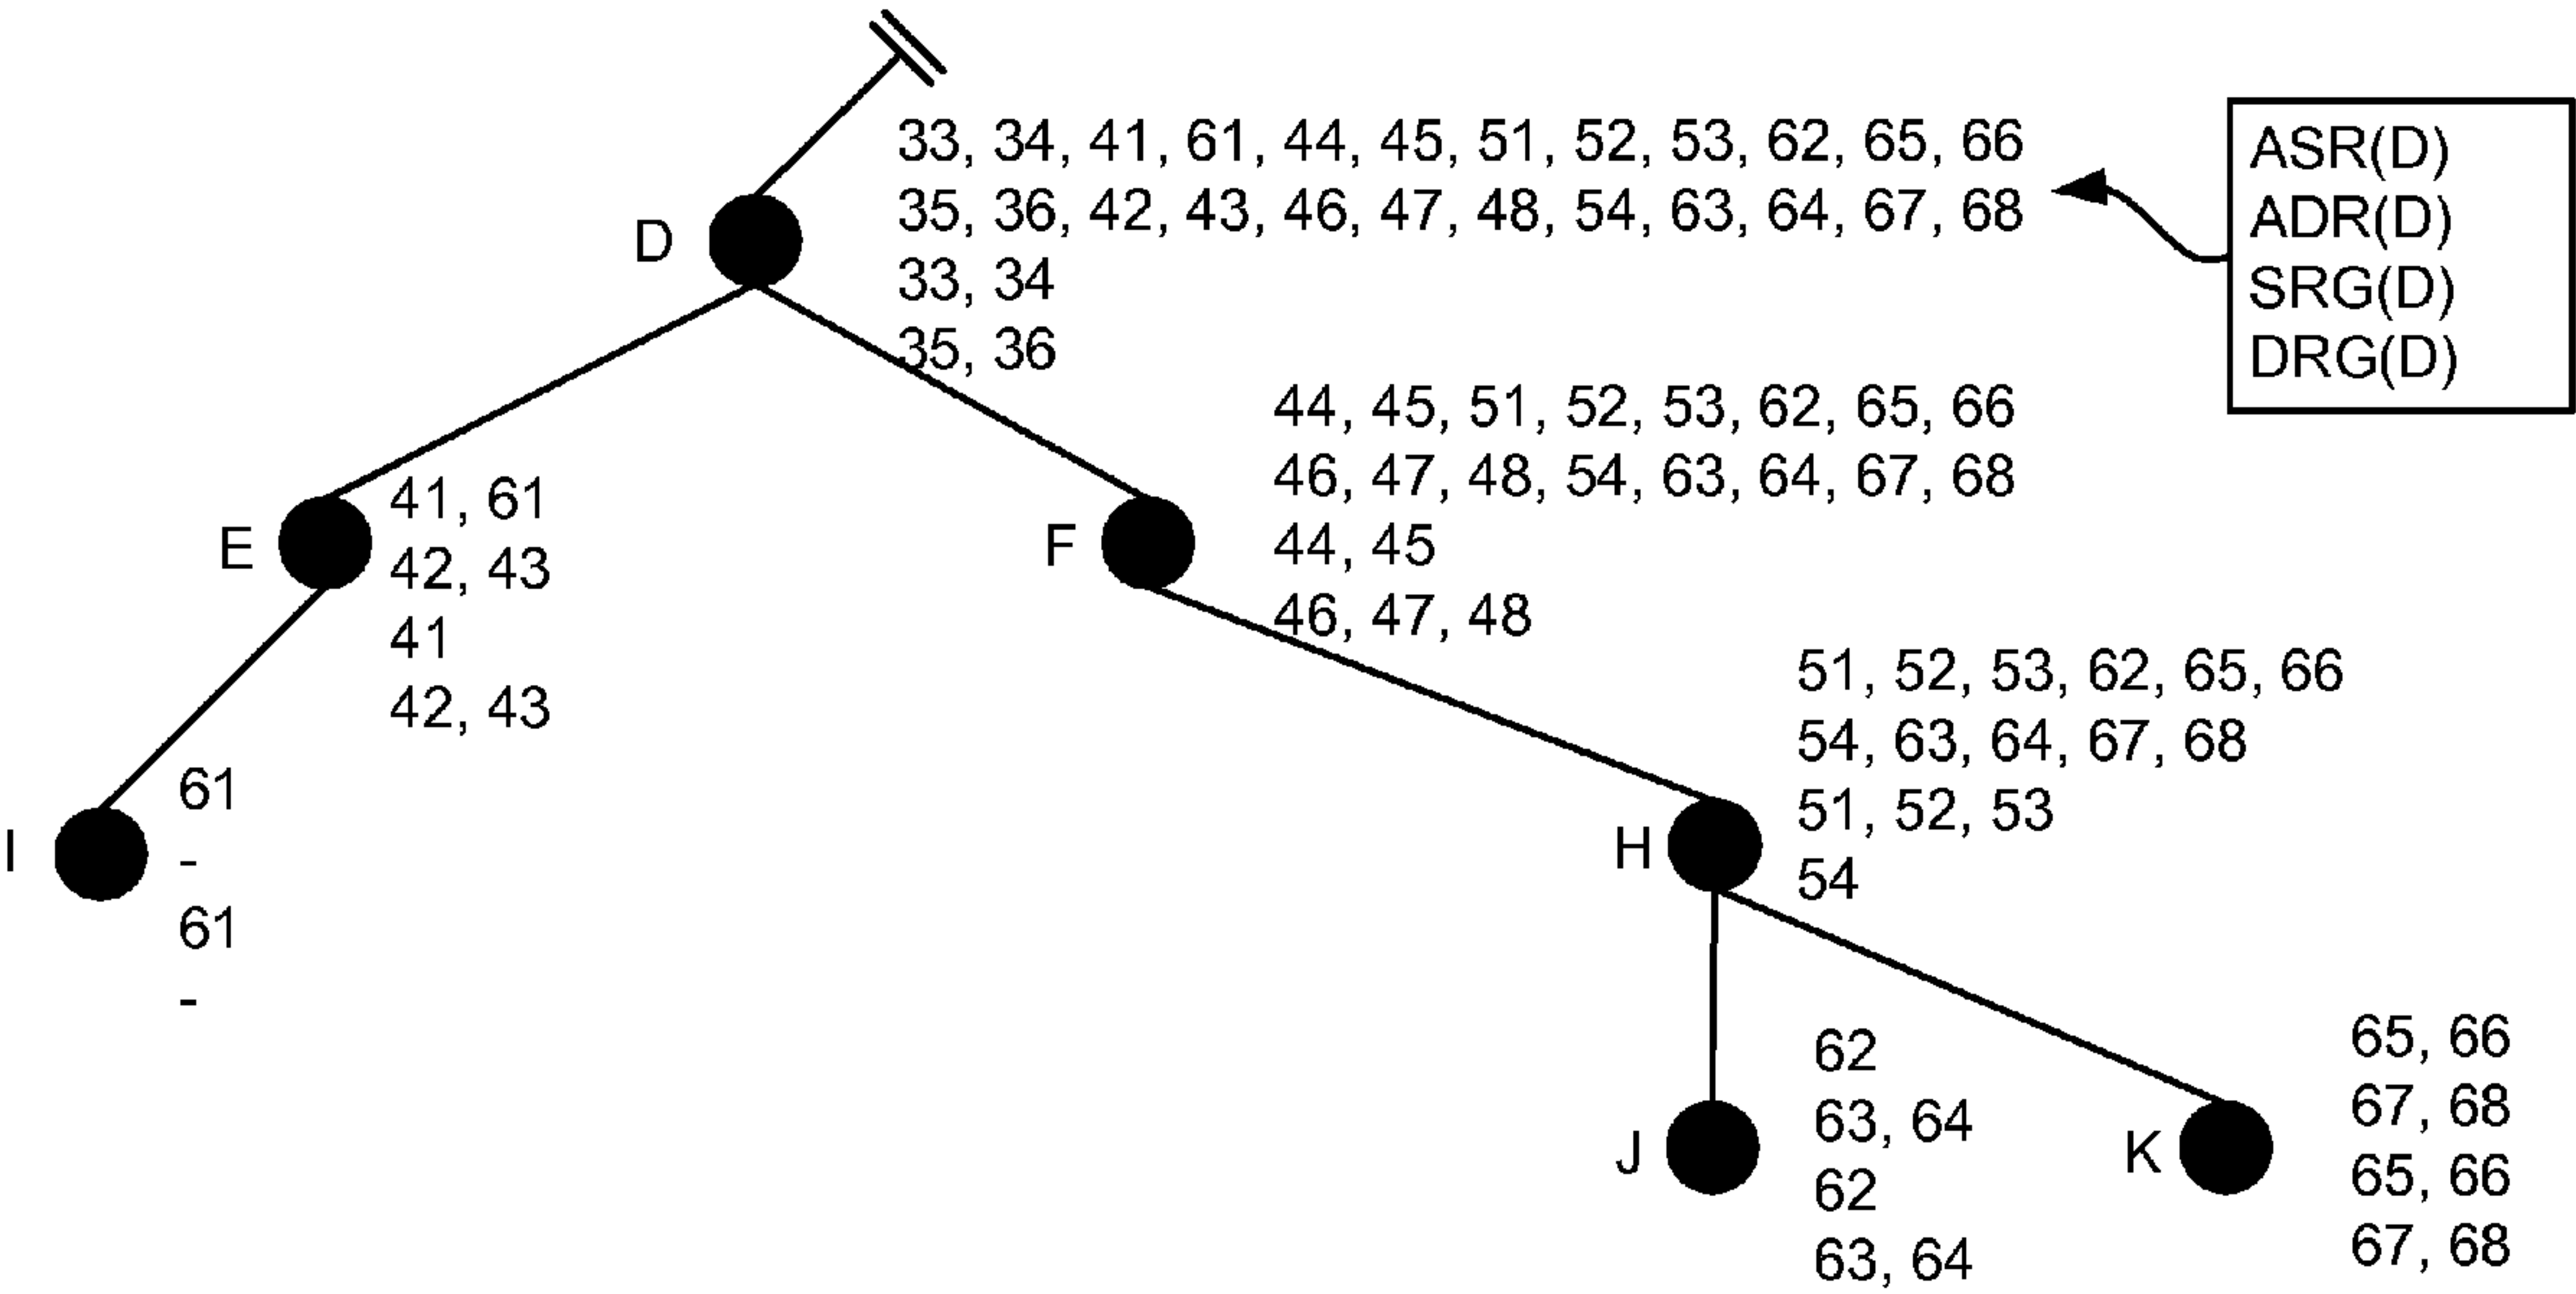 33, 34, 41, 61, 44, 45, 51, 52, 53, 62, 65, 66
35, 36, 42, 43, 46, 47, 48, 54, 63, 64, 67, 68
33, 34
35, 36
D
ASR(D)
ADR(D)
SRG(D)
DRG(D)
E
41, 61
42, 43
41
42, 43
F
44, 45, 51, 52, 53, 62, 65, 66
46, 47, 48, 54, 63, 64, 67, 68
44, 45
46, 47, 48
I
61
-
61
-
H
51, 52, 53, 62, 65, 66
54, 63, 64, 67, 68
51, 52, 53
54
J
62
63, 64
62
63, 64
K
65, 66
67, 68
65, 66
67, 68